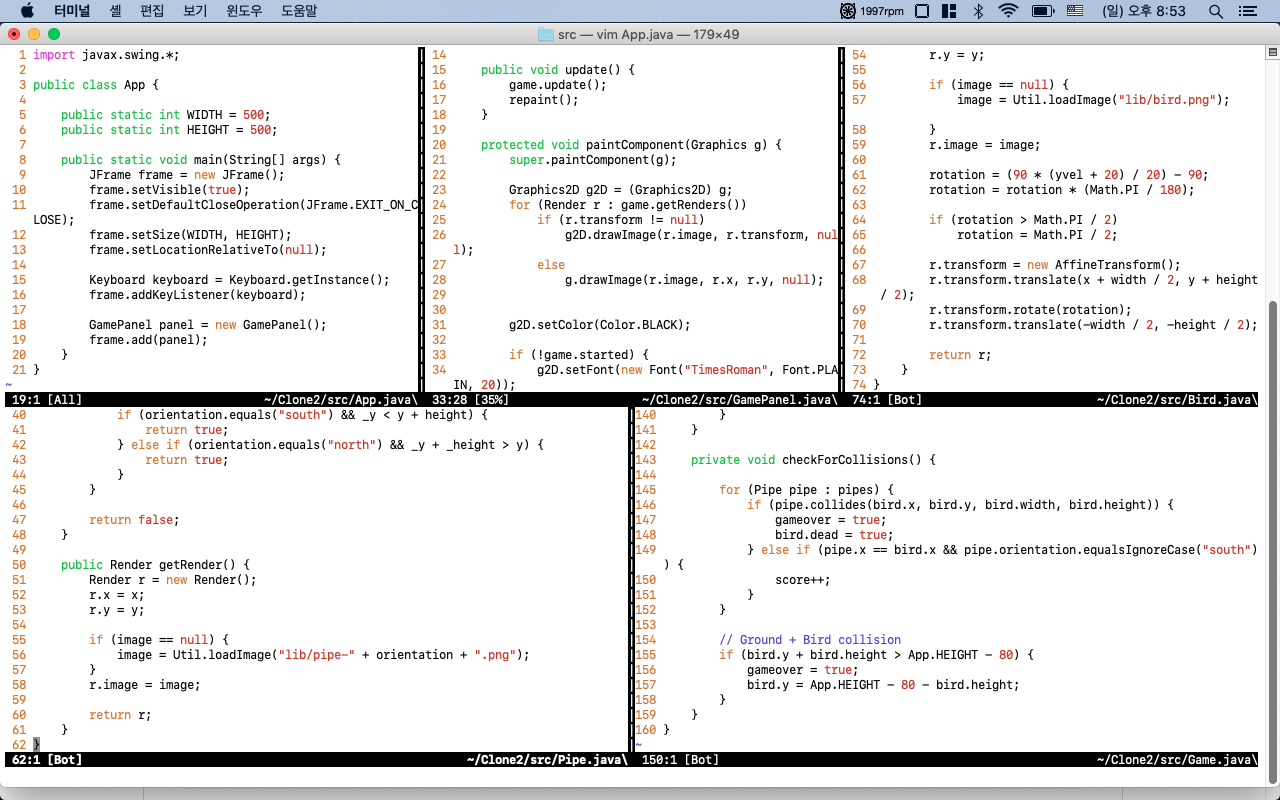 터미널 셸 편집 보기 윈도우 도움말 1997rpm (일) 오후 8:53
src — vim App.java — 179×49
1 import javax.swing.*;
2
3 public class App {
4
5     public static int WIDTH = 500;
6     public static int HEIGHT = 500;
7
8     public static void main(String[] args) {
9         JFrame frame = new JFrame();
10         frame.setVisible(true);
11         frame.setDefaultCloseOperation(JFrame.EXIT_ON_C
LOSE);
12         frame.setSize(WIDTH, HEIGHT);
13         frame.setLocationRelativeTo(null);
14
15         Keyboard keyboard = Keyboard.getInstance();
16         frame.addKeyListener(keyboard);
17
18         GamePanel panel = new GamePanel();
19         frame.add(panel);
20     }
21 }
~
19:1 [All] ~/Clone2/src/App.java\
14
15     public void update() {
16         game.update();
17         repaint();
18     }
19
20     protected void paintComponent(Graphics g) {
21         super.paintComponent(g);
22
23         Graphics2D g2D = (Graphics2D) g;
24         for (Render r : game.getRenders())
25             if (r.transform != null)
26                 g2D.drawImage(r.image, r.transform, nul
l);
27             else
28                 g.drawImage(r.image, r.x, r.y, null);
29
30
31         g2D.setColor(Color.BLACK);
32
33         if (!game.started) {
34             g2D.setFont(new Font("TimesRoman", Font.PLA
IN, 20));
33:28 [35%] ~/Clone2/src/GamePanel.java\
54         r.y = y;
55
56         if (image == null) {
57             image = Util.loadImage("lib/bird.png");
58         }
59         r.image = image;
60
61         rotation = (90 * (yvel + 20) / 20) - 90;
62         rotation = rotation * (Math.PI / 180);
63
64         if (rotation > Math.PI / 2)
65             rotation = Math.PI / 2;
66
67         r.transform = new AffineTransform();
68         r.transform.translate(x + width / 2, y + height
/ 2);
69         r.transform.rotate(rotation);
70         r.transform.translate(-width / 2, -height / 2);
71
72         return r;
73     }
74 }
74:1 [Bot] ~/Clone2/src/Bird.java\
40             if (orientation.equals("south") && _y < y + height) {
41                 return true;
42             } else if (orientation.equals("north") && _y + _height > y) {
43                 return true;
44             }
45         }
46
47         return false;
48     }
49
50     public Render getRender() {
51         Render r = new Render();
52         r.x = x;
53         r.y = y;
54
55         if (image == null) {
56             image = Util.loadImage("lib/pipe-" + orientation + ".png");
57         }
58         r.image = image;
59
60         return r;
61     }
62 }
62:1 [Bot] ~/Clone2/src/Pipe.java\
140         }
141     }
142
143     private void checkForCollisions() {
144
145         for (Pipe pipe : pipes) {
146             if (pipe.collides(bird.x, bird.y, bird.width, bird.height)) {
147                 gameover = true;
148                 bird.dead = true;
149             } else if (pipe.x == bird.x && pipe.orientation.equalsIgnoreCase("south")
) {
150                 score++;
151             }
152         }
153
154         // Ground + Bird collision
155         if (bird.y + bird.height > App.HEIGHT - 80) {
156             gameover = true;
157             bird.y = App.HEIGHT - 80 - bird.height;
158         }
159     }
160 }
~
150:1 [Bot] ~/Clone2/src/Game.java\